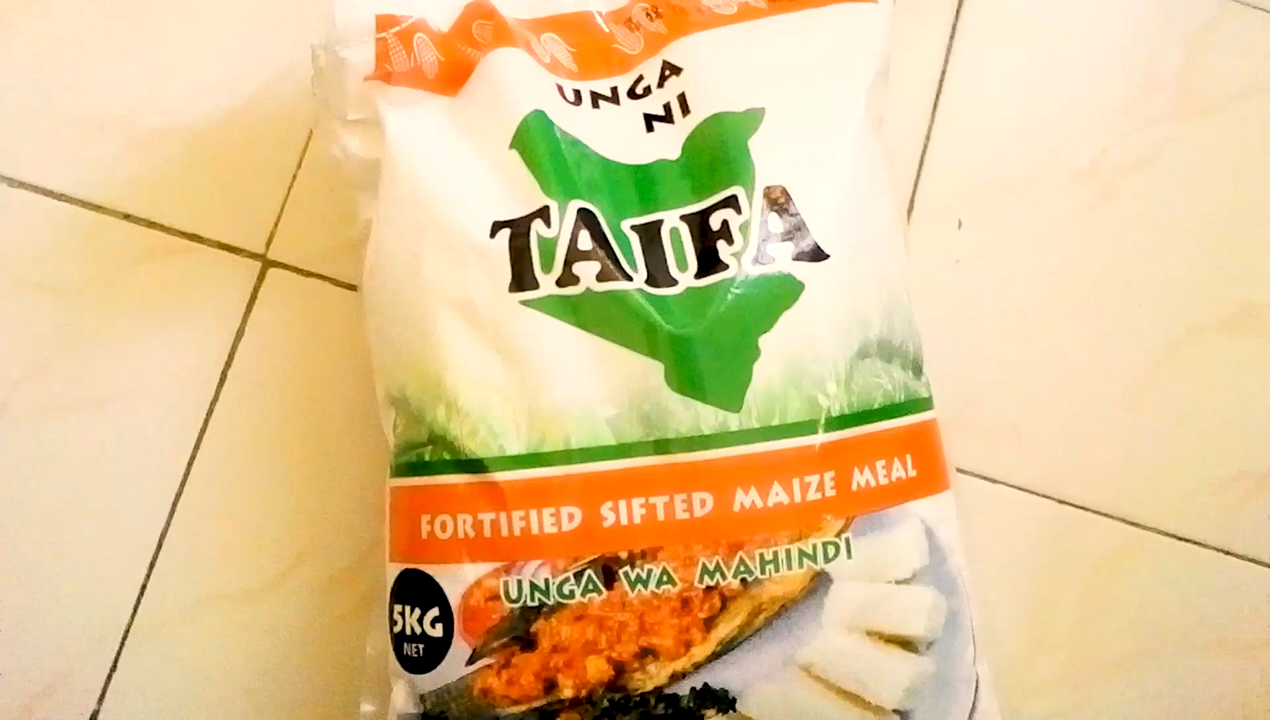 UNGA
NI
TAIFA
FORTIFIED SIFTED MAIZE MEAL
UNGA WA MAHINDI
5KG
NET